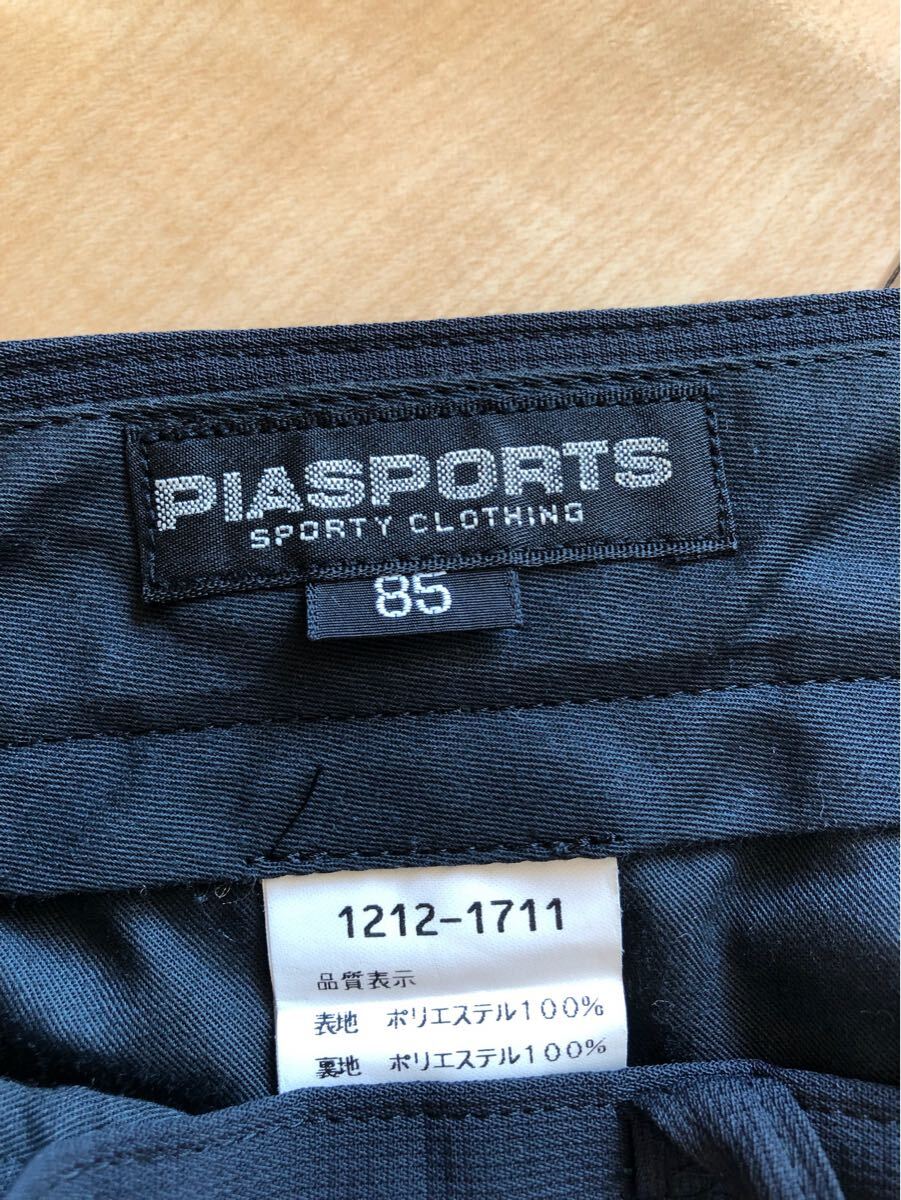 PIASPORTS
SPORTY CLOTHING
85
1212-1711
品質表示
表地 ポリエステル100%
裏地 ポリエステル100%